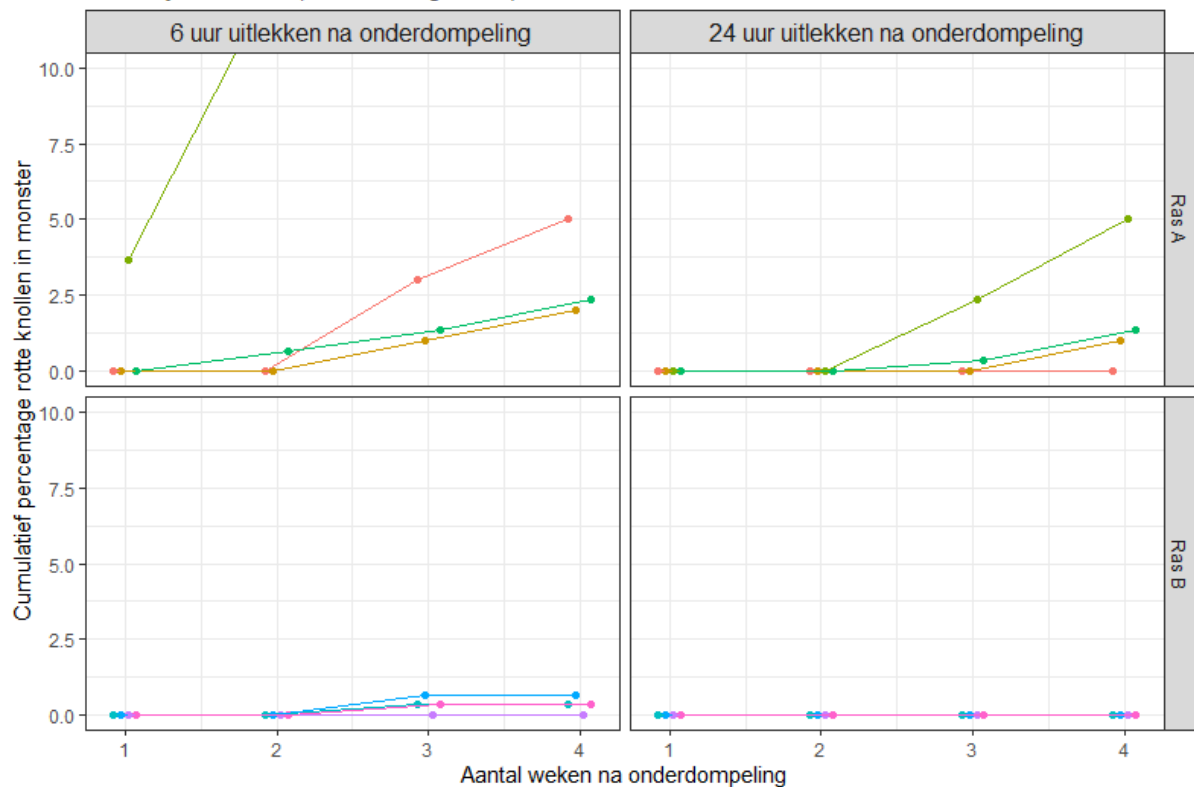 6 uur uitlekken na onderdompeling
24 uur uitlekken na onderdompeling
10.0
7.5
5.0
2.5
0.0
Ras A
10.0
7.5
5.0
2.5
0.0
Ras B
Cumulatief percentage rotte knollen in monster
1 2 3 4
1 2 3 4
Aantal weken na onderdompeling